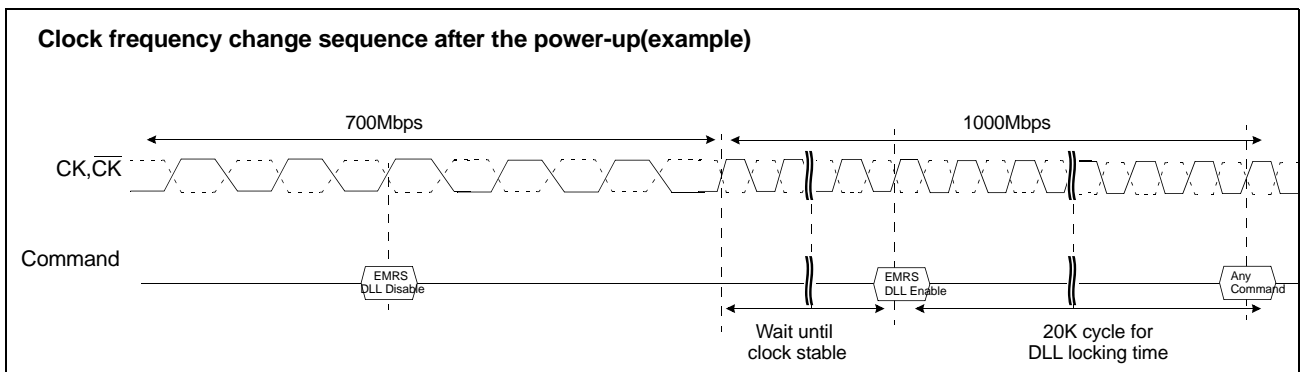 Clock frequency change sequence after the power-up(example)
700Mbps
1000Mbps
CK,CK
Command
EMRS
DLL Disable
EMRS
DLL Enable
Any
Command
Wait until
clock stable
20K cycle for
DLL locking time